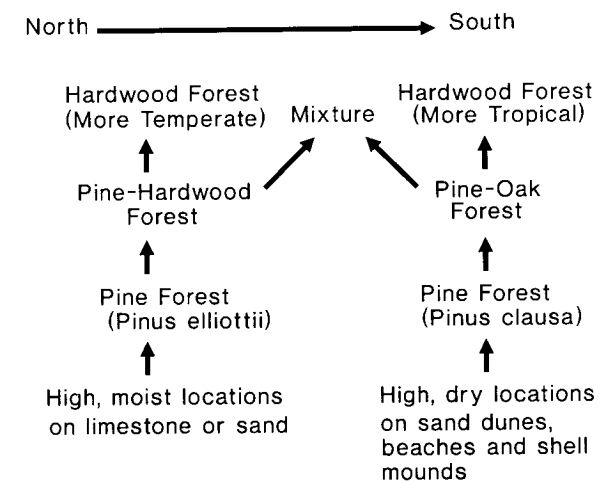 North
South
Hardwood Forest
(More Temperate)
Mixture
Hardwood Forest
(More Tropical)
Pine-Hardwood
Forest
Pine-Oak
Forest
Pine Forest
(Pinus elliottii)
Pine Forest
(Pinus clausa)
High, moist locations
on limestone or sand
High, dry locations
on sand dunes,
beaches and shell
mounds